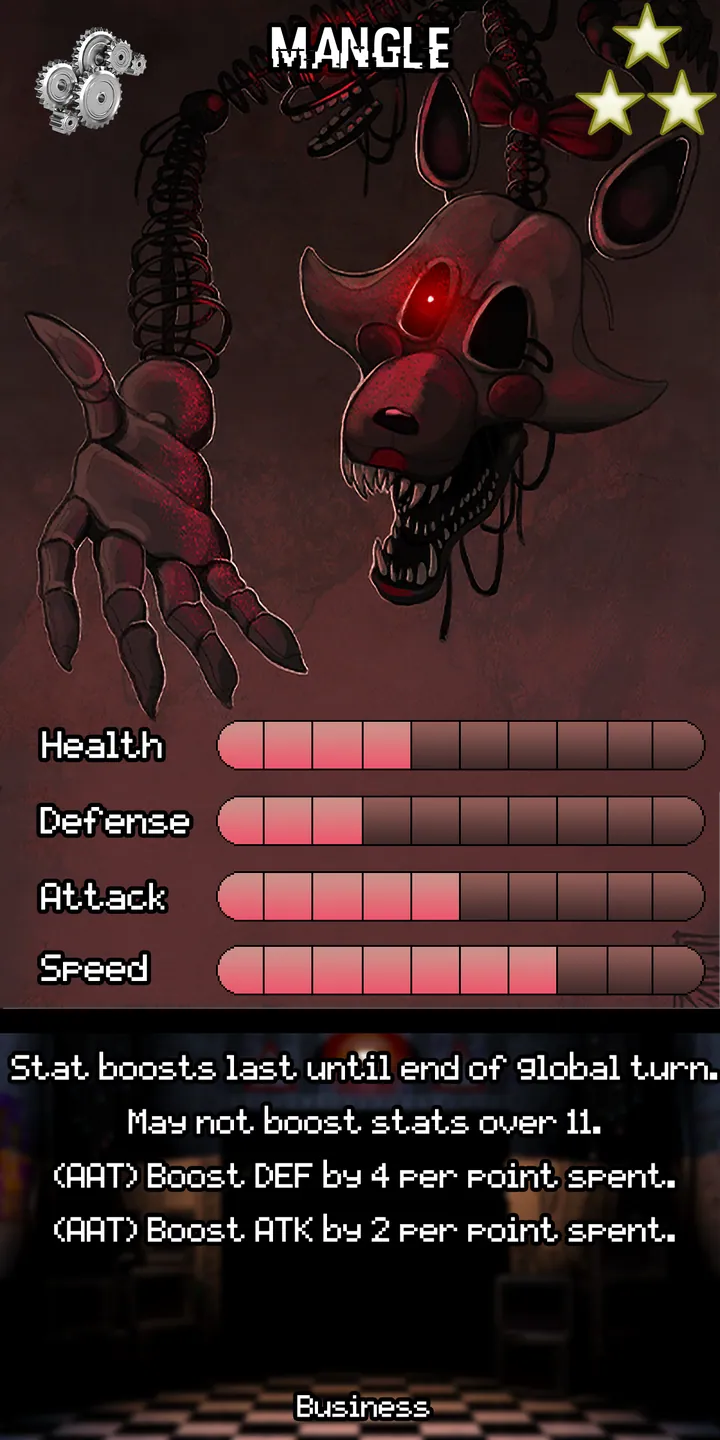 MANGLE
Health
Defense
Attack
Speed
Stat boosts last until end of global turn.
May not boost stats over 11.
(AAT) Boost DEF by 4 per point spent.
(AAT) Boost ATK by 2 per point spent.
Business